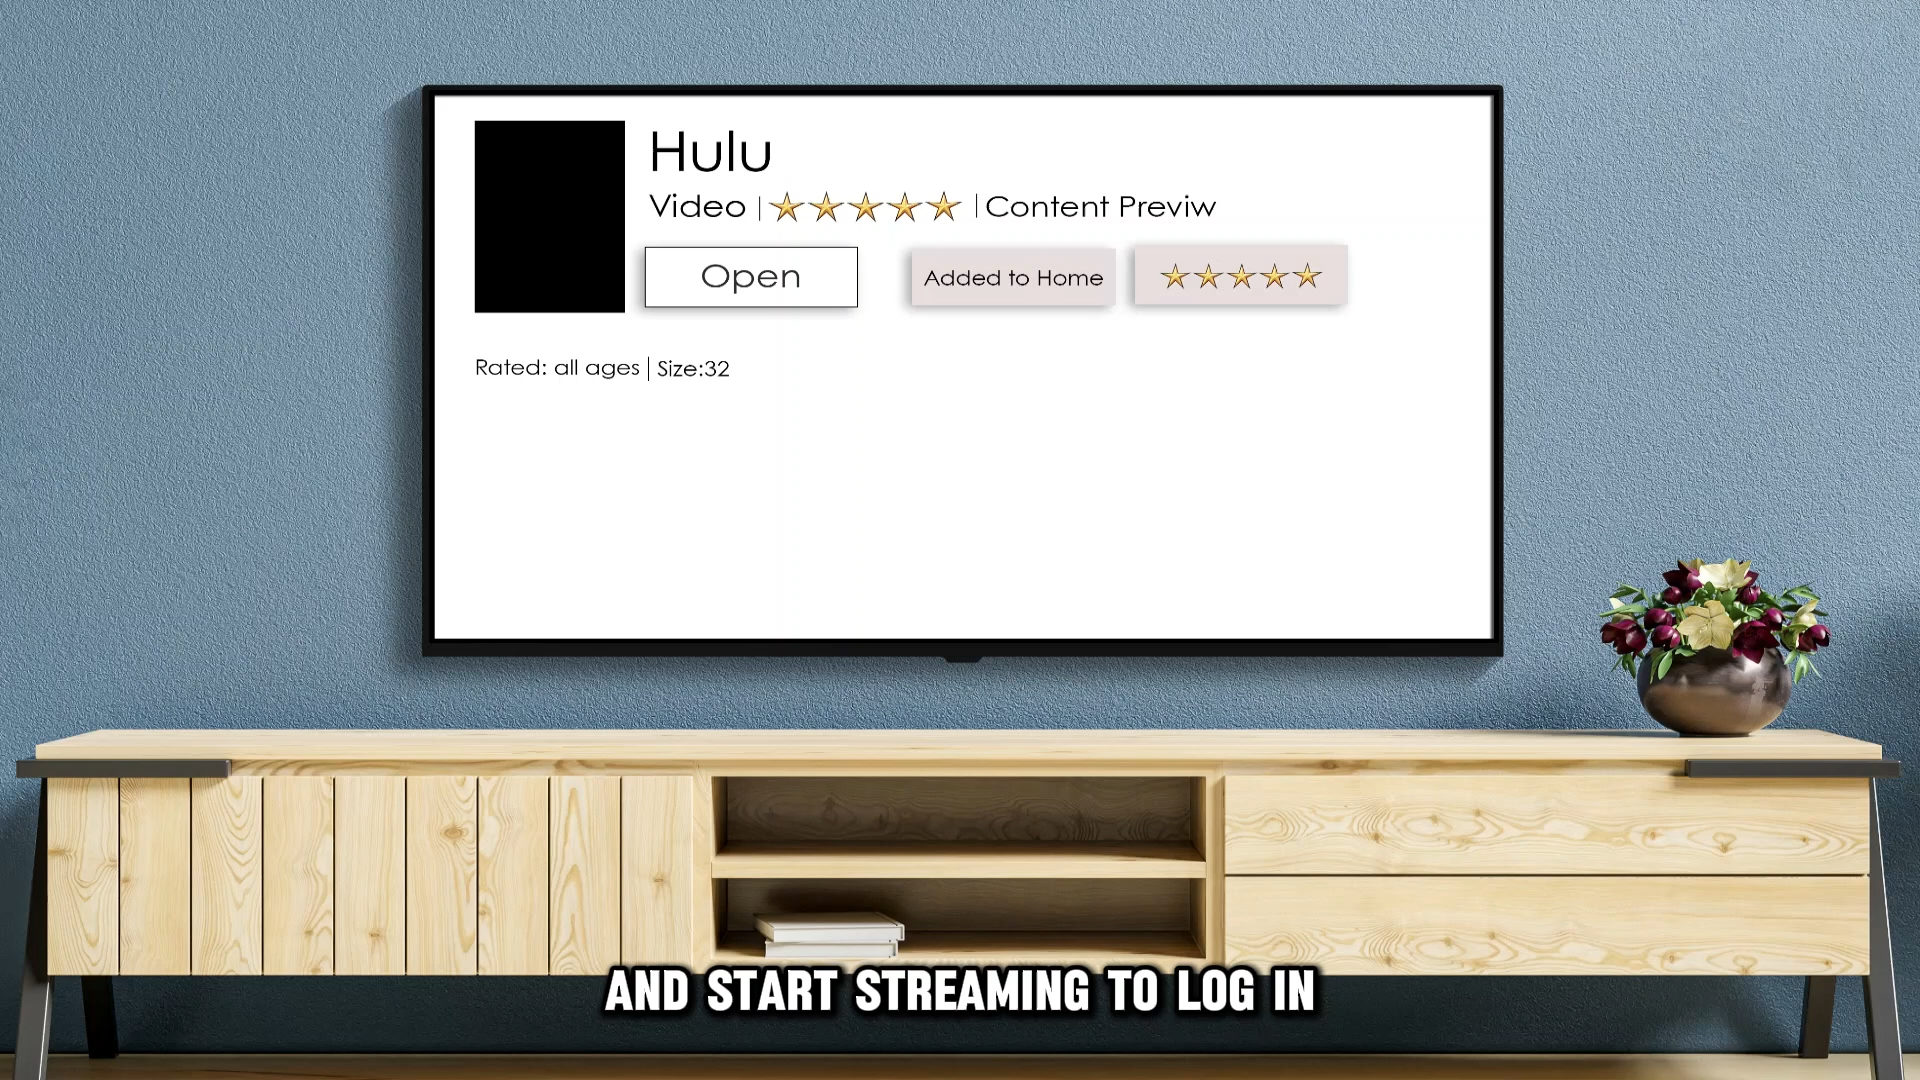 Hulu
Video | | Content Previw
Open
Added to Home
Rated: all ages | Size:32
AND START STREAMING TO LOG IN